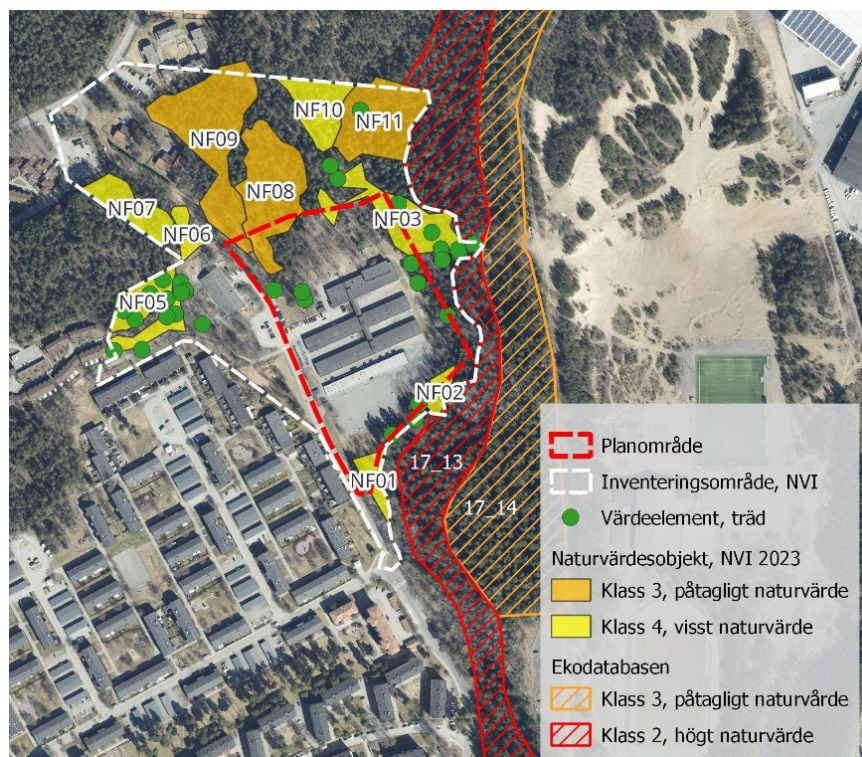 NF10
NF09
NF11
NF08
NF07
NF03
NF06
NF05
NF02
17_13
NF01
17_14
Planområde
Inventeringsområde, NVI
Värdeelement, träd
Naturvärdesobjekt, NVI 2023
Klass 3, påtagligt naturvärde
Klass 4, visst naturvärde
Ekodatabasen
Klass 3, påtagligt naturvårde
Klass 2, högt naturvärde